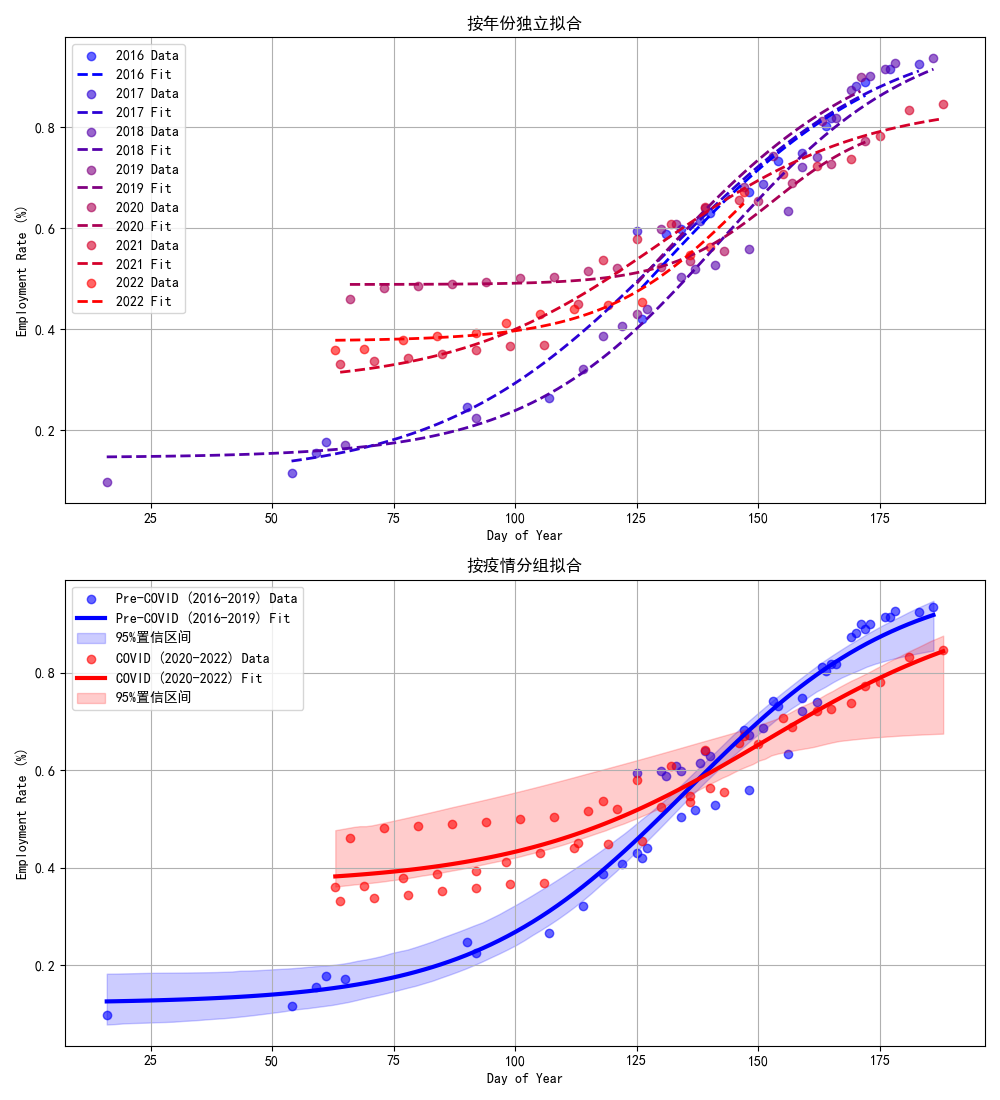 按年份独立拟合
2016 Data
2016 Fit
2017 Data
2017 Fit
2018 Data
2018 Fit
2019 Data
2019 Fit
2020 Data
2020 Fit
2021 Data
2021 Fit
2022 Data
2022 Fit
Employment Rate (%)
0.8
0.6
0.4
0.2
25 50 75 100 125 150 175
Day of Year
按疫情分组拟合
Pre-COVID (2016-2019) Data
Pre-COVID (2016-2019) Fit
95%置信区间
COVID (2020-2022) Data
COVID (2020-2022) Fit
95%置信区间
Employment Rate (%)
0.8
0.6
0.4
0.2
25 50 75 100 125 150 175
Day of Year